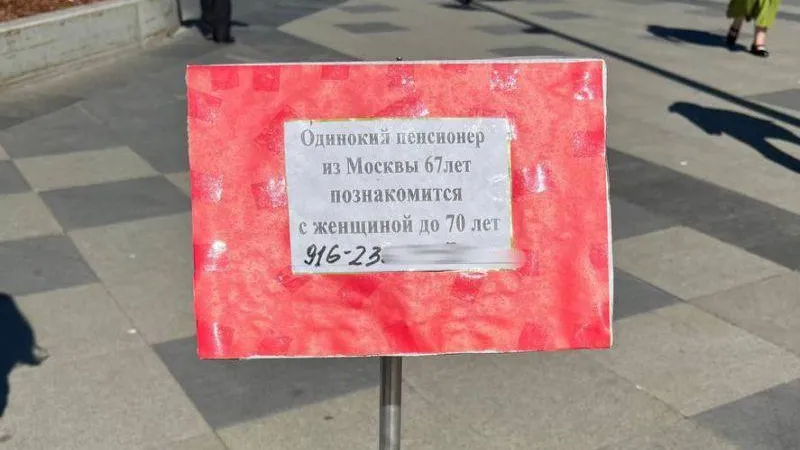 Одинокий пенсионер
из Москвы 67лет
познакомится
с женщиной до 70 лет
916-23